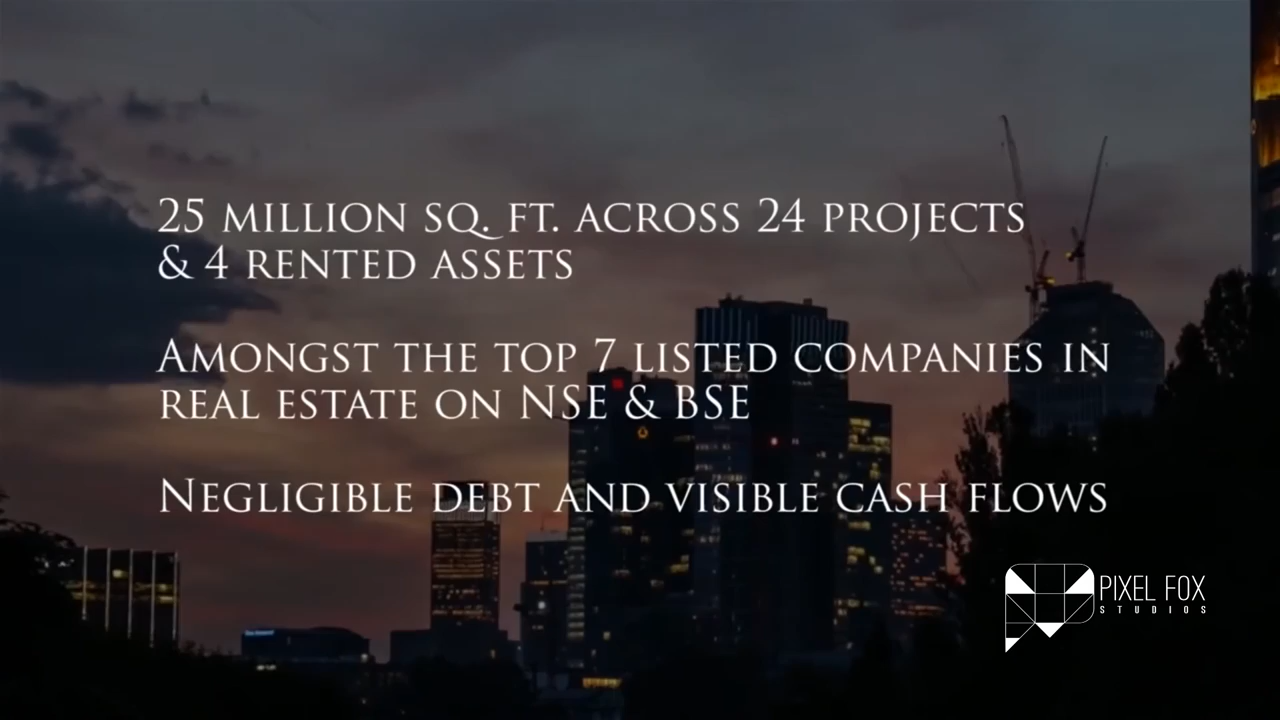 25 MILLION SQ. FT. ACROSS 24 PROJECTS
& 4 RENTED ASSETS
AMONGST THE TOP 7 LISTED COMPANIES IN
REAL ESTATE ON NSE & BSE
NEGLIGIBLE DEBT AND VISIBLE CASH FLOWS
PIXEL FOX
STUDIOS